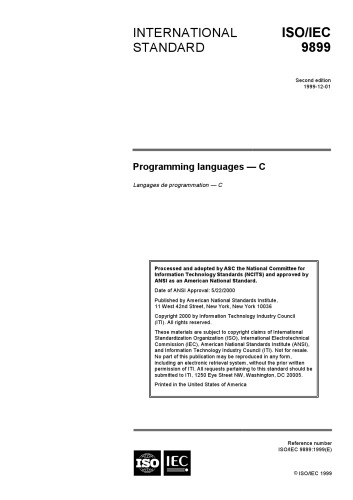 INTERNATIONAL
STANDARD
ISO/IEC
9899
Second edition
1999-12-01
Programming languages — C
Langages de programmation — C
Processed and adopted by ASC the National Committee for
Information Technology Standards (NCITS) and approved by
ANSI as an American National Standard.
Date of ANSI Approval: 5/22/2000
Published by American National Standards Institute,
11 West 42nd Street, New York, New York 10036
Copyright 2000 by Information Technology Industry Council
(ITI). All rights reserved.
These materials are subject to copyright claims of International
Standardization Organization (ISO), International Electrotechnical
Commission (IEC), American National Standards Institute (ANSI),
and Information Technology Industry Council (ITI). Not for resale.
No part of this publication may be reproduced in any form,
including an electronic retrieval system, without the prior written
permission of ITI. All requests pertaining to this standard should be
submitted to ITI, 1250 Eye Street NW, Washington, DC 20005.
Printed in the United States of America
Reference number
ISO/IEC 9899:1999(E)
ISO IEC
© ISO/IEC 1999